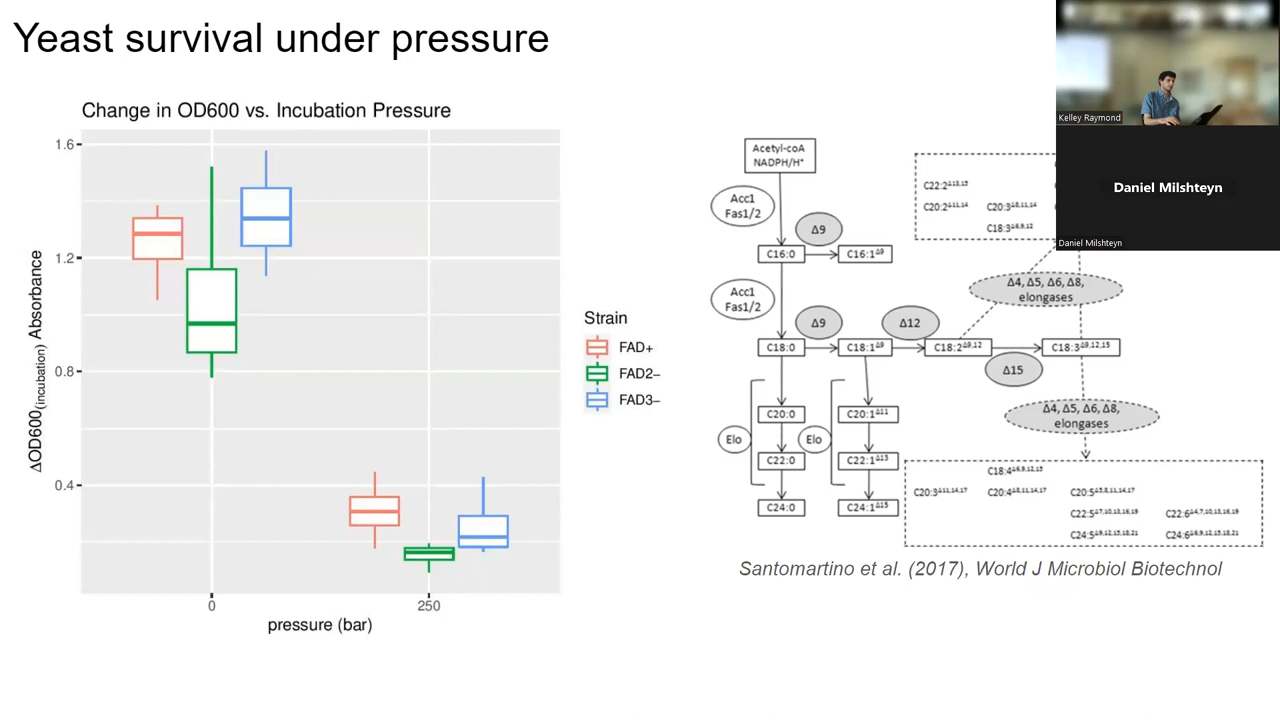 Yeast survival under pressure
Change in OD600 vs. Incubation Pressure
1.6
1.2
0.8
0.4
ΔOD600(incubation) Absorbance
0
250
pressure (bar)
Strain
FAD+
FAD2–
FAD3–
Acetyl-coA
NADPH/H⁺
Acc1
Fas1/2
Δ9
C16:0
C16:1Δ9
Acc1
Fas1/2
Δ9
Δ12
C18:0
C18:1Δ9
C18:2Δ9,12
C18:3Δ9,12,15
Δ15
C22:2Δ13,15
C20:2Δ11,14
C20:3Δ8,11,14
C18:3Δ6,9,12
Δ4, Δ5, Δ6, Δ8,
elongases
Elo
C20:0
C22:0
C24:0
Elo
C20:1Δ11
C22:1Δ13
C24:1Δ15
Δ4, Δ5, Δ6, Δ8,
elongases
C18:4Δ6,9,12,15
C20:3Δ11,14,17
C20:4Δ8,11,14,17
C20:5Δ5,8,11,14,17
C22:5Δ7,10,13,16,19
C22:6Δ4,7,10,13,16,19
C24:5Δ9,12,15,18,21
C24:6Δ6,9,12,15,18,21
Santomartino et al. (2017), World J Microbiol Biotechnol
Kelley Raymond
Daniel Milshteyn
Daniel Milshteyn